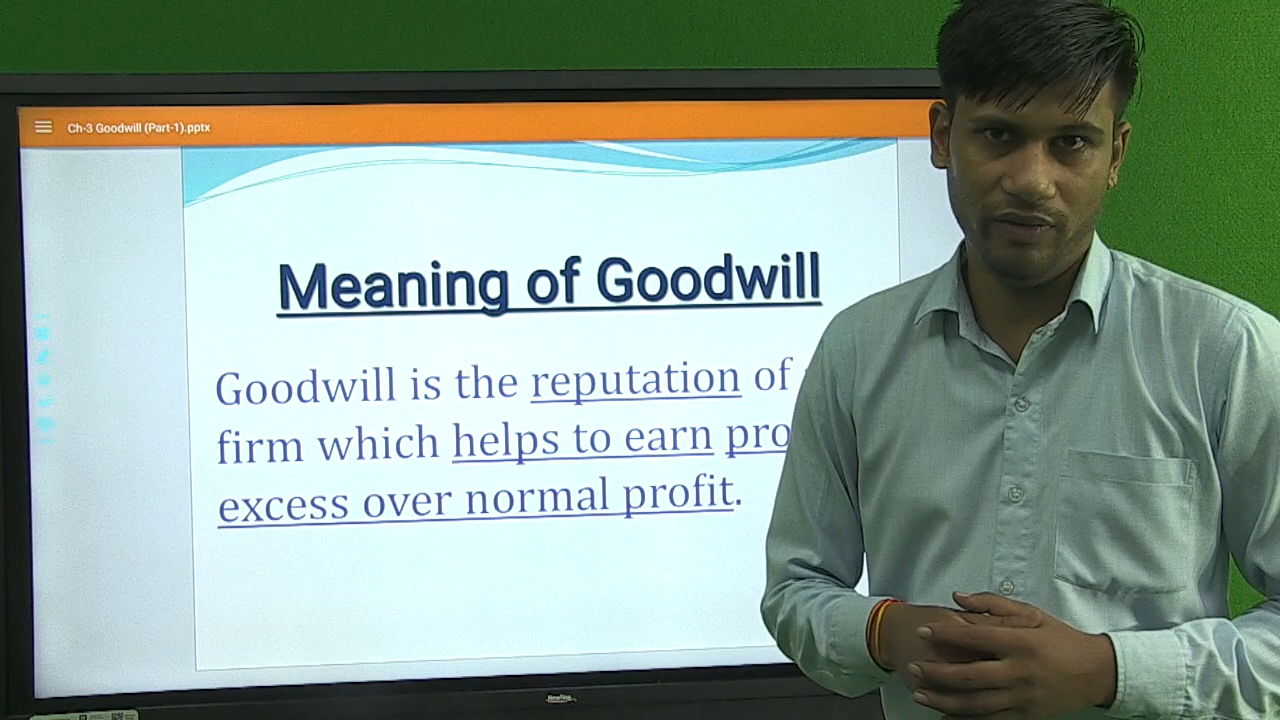 Ch-3 Goodwill (Part-1).pptx
Meaning of Goodwill
Goodwill is the reputation of
firm which helps to earn pro
excess over normal profit.